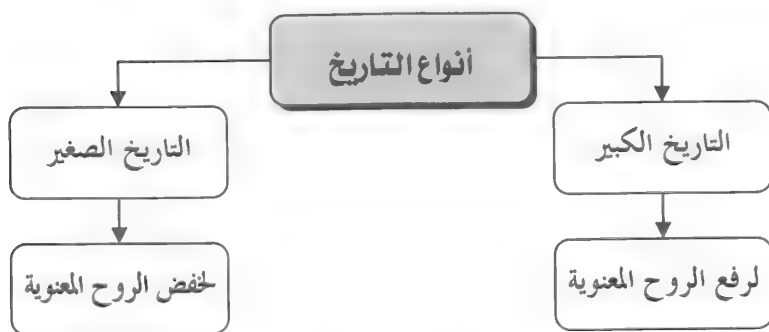 أنواع التاريخ
التاريخ الكبير
التاريخ الصغير
لرفع الروح المعنوية
لخفض الروح المعنوية